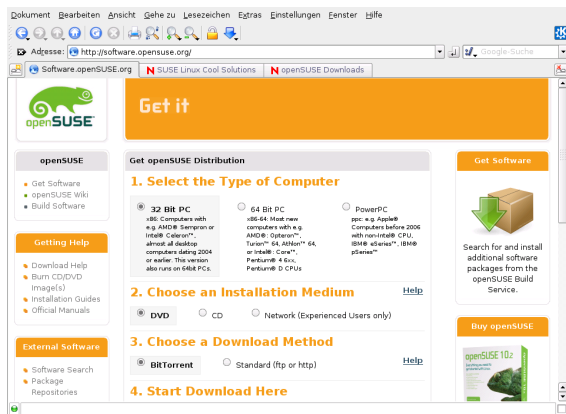 Dokument Bearbeiten Ansicht Gehe zu Lesezeichen Extras Einstellungen Fenster Hilfe
Adresse: http://software.opensuse.org/
Google-Suche
Software.openSUSE.org
SUSE Linux Cool Solutions
openSUSE Downloads
openSUSE
Get it
openSUSE
Get Software
openSUSE Wiki
Build Software
Getting Help
Download Help
Burn CD/DVD
Image(s)
Installation Guides
Official Manuals
External Software
Software Search
Package
Repositories
Get openSUSE Distribution
1. Select the Type of Computer
32 Bit PC
x86: Computers with
e.g. AMD® Sempron or
Intel® Celeron™,
almost all desktop
computers dating 2004
or earlier. This version
also runs on 64bit PCs.
64 Bit PC
x86-64: Most new
computers with e.g.
AMD®: Opteron™,
Turion™ 64, Athlon™ 64,
or Intel®: Core™,
Pentium® 4 6xx,
Pentium® D CPUs
PowerPC
ppc: e.g. Apple®
Computers before 2006
with non-Intel® CPU,
IBM® eSeries™, IBM®
pSeries™
2. Choose an Installation Medium
Help
DVD
CD
Network (Experienced Users only)
3. Choose a Download Method
Help
BitTorrent
Standard (ftp or http)
4. Start Download Here
Get Software
Search for and install
additional software
packages from the
openSUSE Build
Service.
Buy openSUSE
openSUSE 10.2